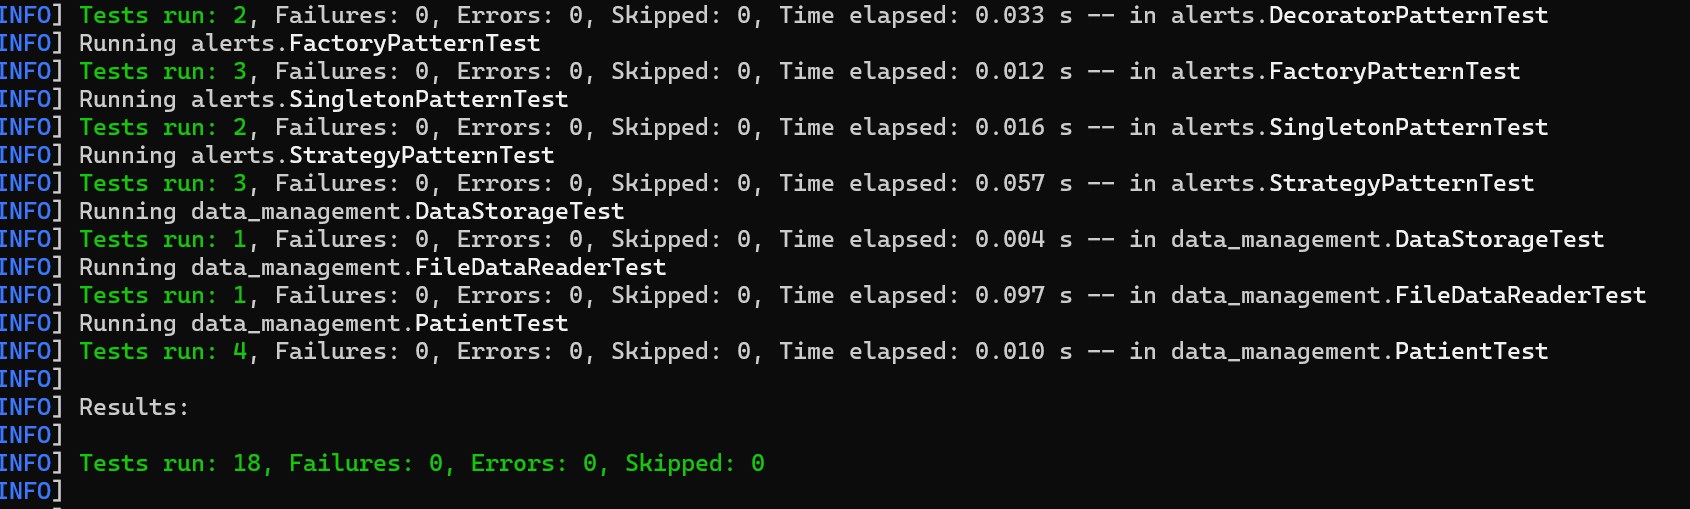 INFO] Tests run: 2, Failures: 0, Errors: 0, Skipped: 0, Time elapsed: 0.033 s -- in alerts.DecoratorPatternTest
INFO] Running alerts.FactoryPatternTest
INFO] Tests run: 3, Failures: 0, Errors: 0, Skipped: 0, Time elapsed: 0.012 s -- in alerts.FactoryPatternTest
INFO] Running alerts.SingletonPatternTest
INFO] Tests run: 2, Failures: 0, Errors: 0, Skipped: 0, Time elapsed: 0.016 s -- in alerts.SingletonPatternTest
INFO] Running alerts.StrategyPatternTest
INFO] Tests run: 3, Failures: 0, Errors: 0, Skipped: 0, Time elapsed: 0.057 s -- in alerts.StrategyPatternTest
INFO] Running data_management.DataStorageTest
INFO] Tests run: 1, Failures: 0, Errors: 0, Skipped: 0, Time elapsed: 0.004 s -- in data_management.DataStorageTest
INFO] Running data_management.FileDataReaderTest
INFO] Tests run: 1, Failures: 0, Errors: 0, Skipped: 0, Time elapsed: 0.097 s -- in data_management.FileDataReaderTest
INFO] Running data_management.PatientTest
INFO] Tests run: 4, Failures: 0, Errors: 0, Skipped: 0, Time elapsed: 0.010 s -- in data_management.PatientTest
INFO]
INFO] Results:
INFO]
INFO] Tests run: 18, Failures: 0, Errors: 0, Skipped: 0
INFO]